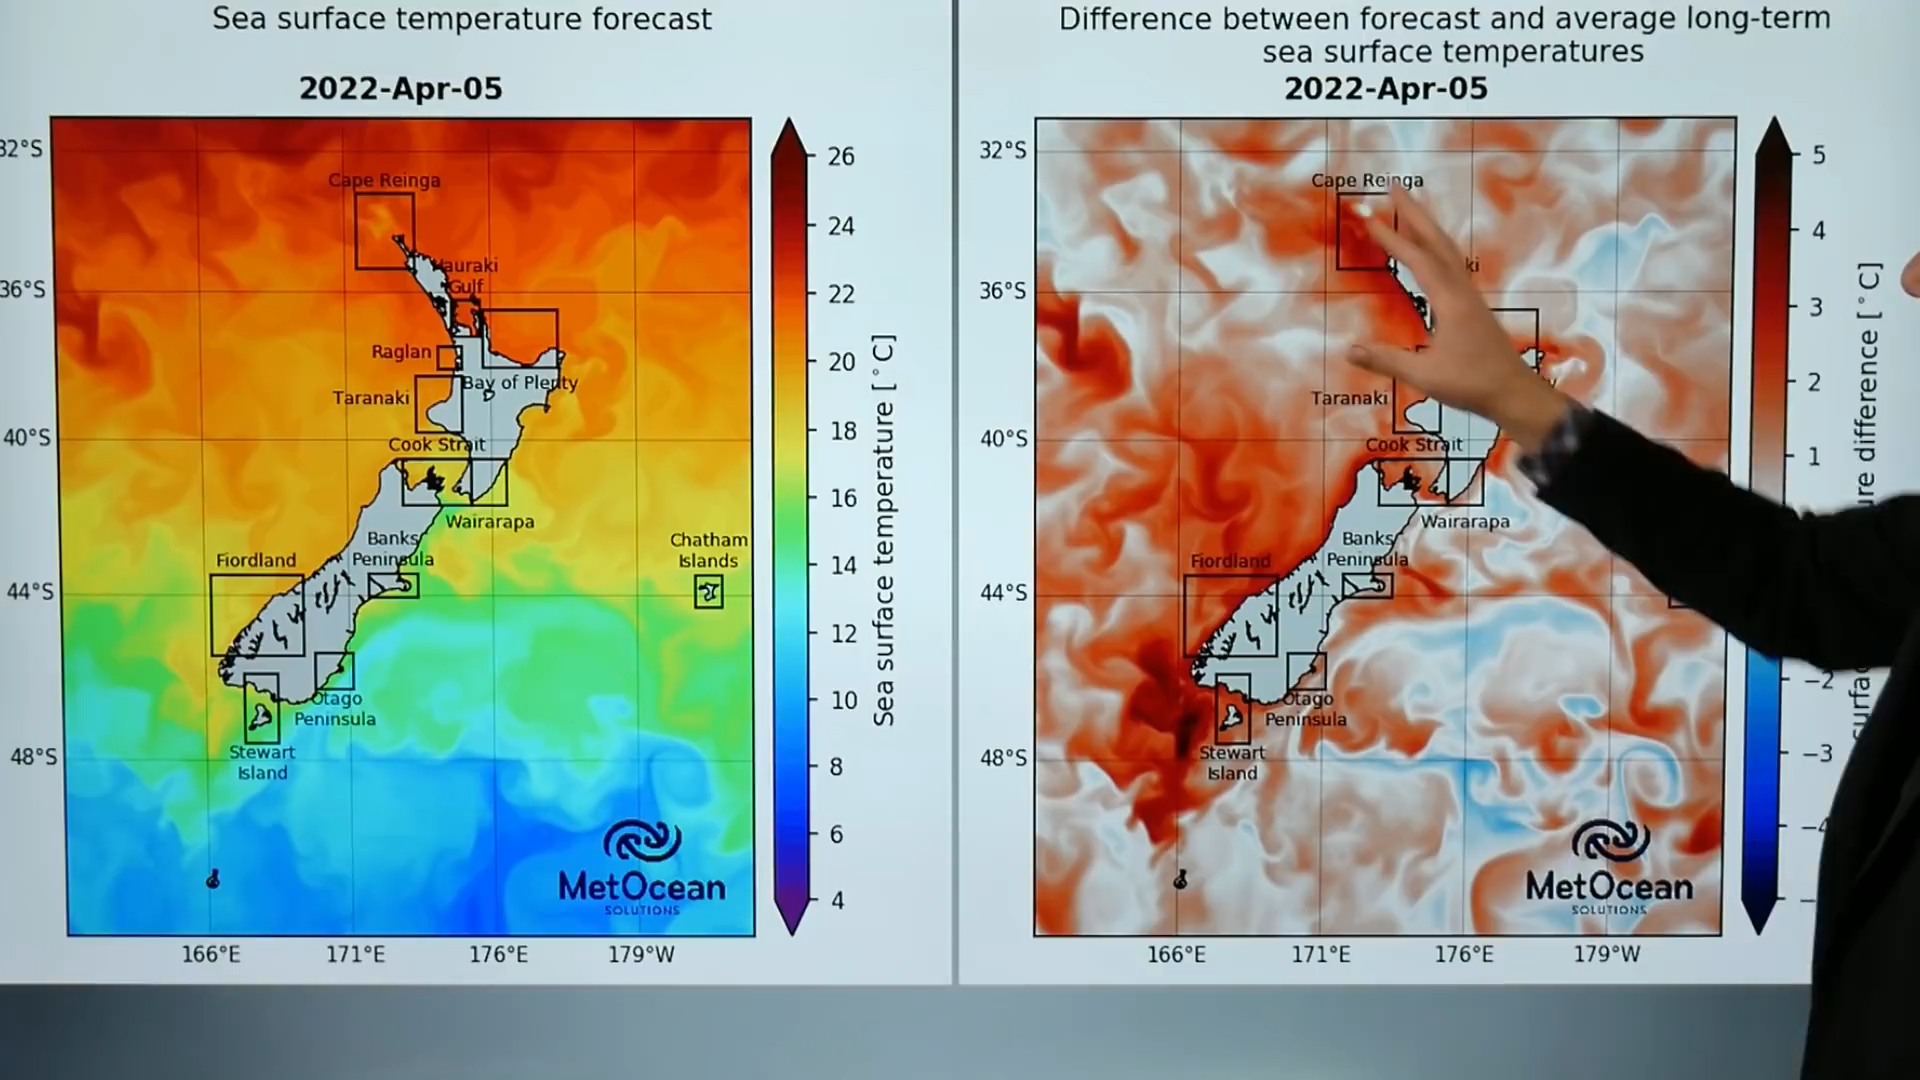 Sea surface temperature forecast
2022-Apr-05
32°S
36°S
40°S
44°S
48°S
166°E
171°E
176°E
179°W
Cape Reinga
Hauraki
Gulf
Raglan
Bay of Plenty
Taranaki
Cook Strait
Wairarapa
Banks
Peninsula
Chatham
Islands
Fiordland
Otago
Peninsula
Stewart
Island
MetOcean
SOLUTIONS
26
24
22
20
18
16
14
12
10
8
6
4
Sea surface temperature [°C]
Difference between forecast and average long-term
sea surface temperatures
2022-Apr-05
32°S
36°S
40°S
44°S
48°S
166°E
171°E
176°E
179°W
Cape Reinga
ki
Taranaki
Cook Strait
Wairarapa
Banks
Peninsula
Fiordland
Otago
Peninsula
Stewart
Island
MetOcean
SOLUTIONS
5
4
3
2
1
−2
−3
−4
difference [°C]